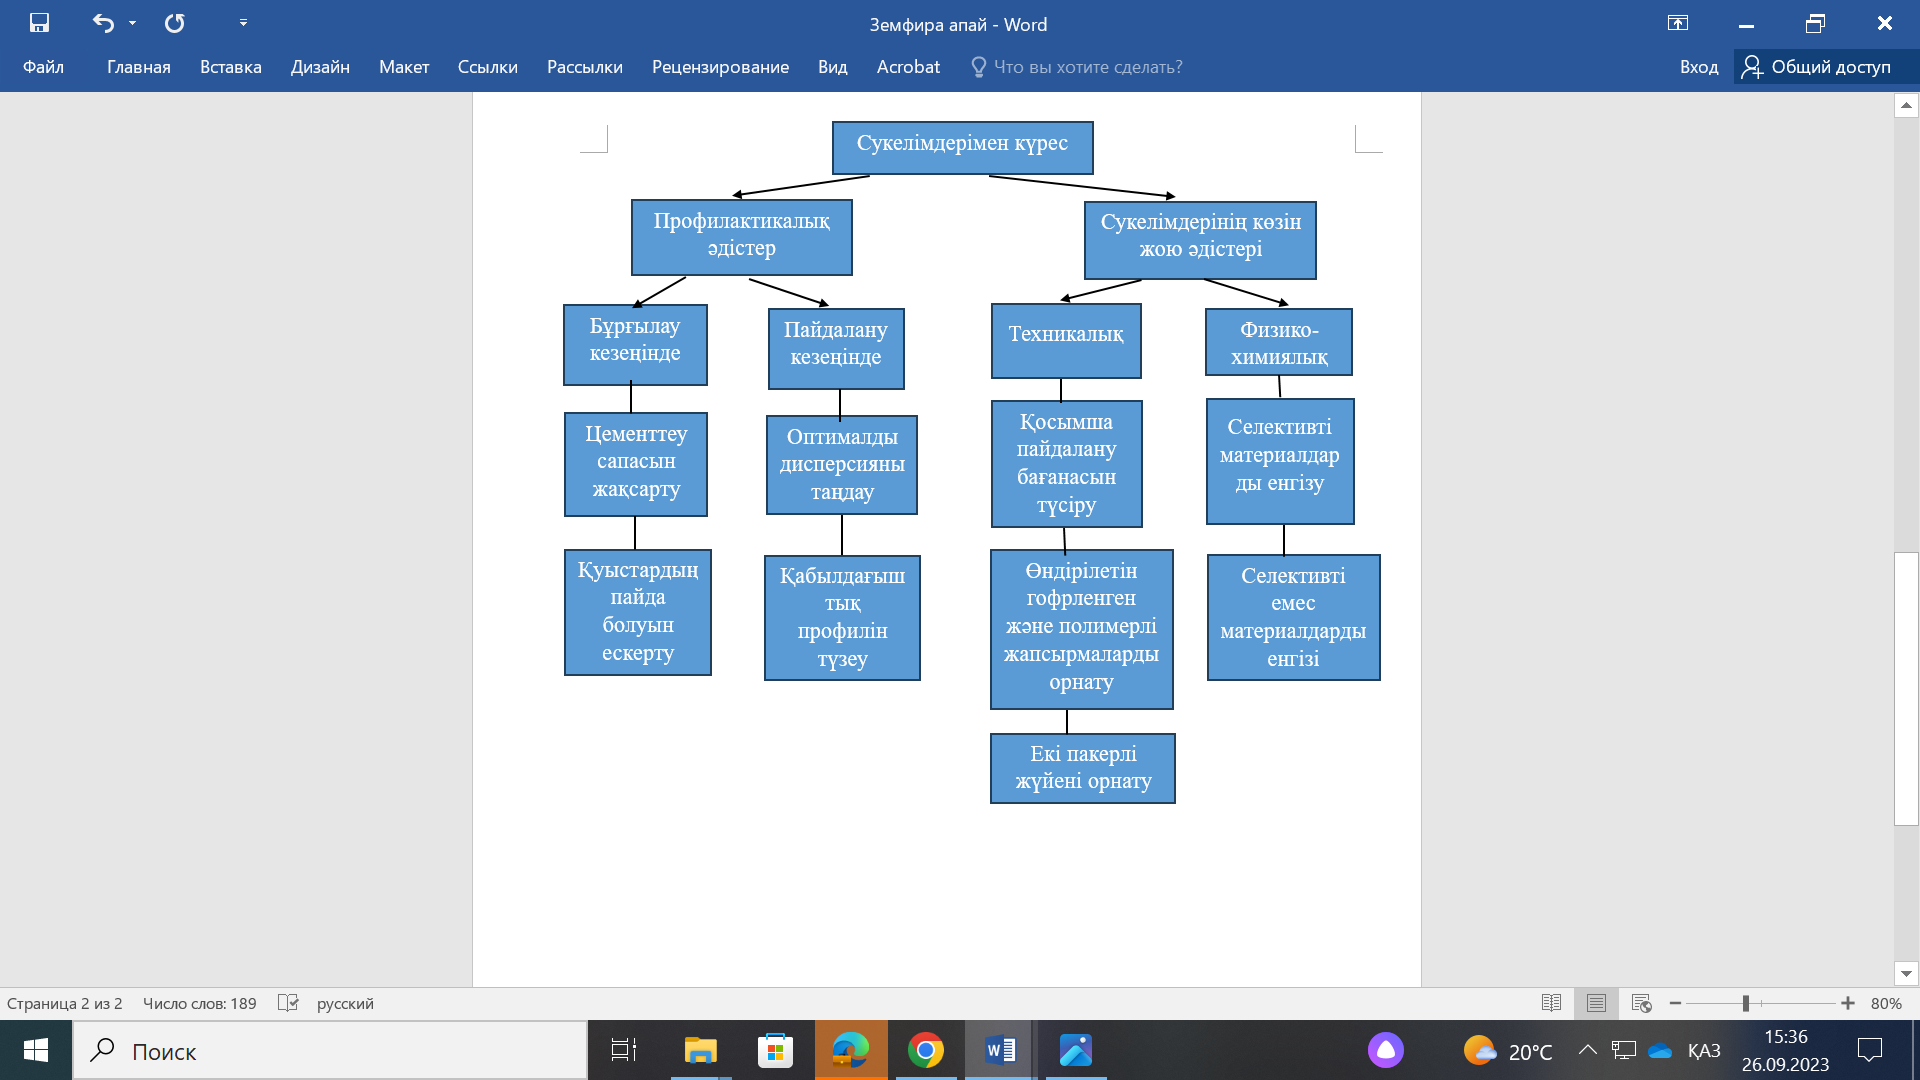 Земфира апай - Word
Файл Главная Вставка Дизайн Макет Ссылки Рассылки Рецензирование Вид Acrobat Что вы хотите сделать? Вход Общий доступ
Сукелімдерімен күрес
Профилактикалық
әдістер
Сукелімдерінің көзін
жою әдістері
Бұрғылау
кезеңінде
Пайдалану
кезеңінде
Техникалық
Физико-
химиялық
Цементтеу
сапасын
жақсарту
Оптималды
дисперсияны
таңдау
Қосымша
пайдалану
бағанасын
түсіру
Селективті
материалдар
ды енгізу
Қуыстардың
пайда
болуын
ескерту
Қабылдағыш
тық
профилін
түзеу
Өндірілетін
гофрленген
және полимерлі
жапсырмаларды
орнату
Селективті
емес
материалдарды
енгізі
Екі пакерлі
жүйені орнату
Страница 2 из 2 Число слов: 189 русский 80%
Поиск
20°C ҚАЗ 15:36
26.09.2023